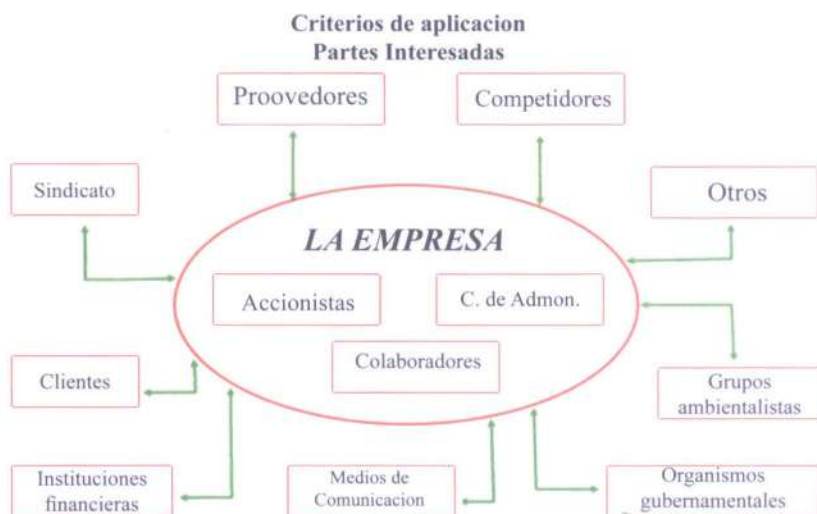 Criterios de aplicacion
Partes Interesadas
Proovedores
Competidores
Sindicato
Otros
LA EMPRESA
Accionistas
C. de Admon.
Colaboradores
Clientes
Grupos
ambientalistas
Instituciones
financieras
Medios de
Comunicacion
Organismos
gubernamentales